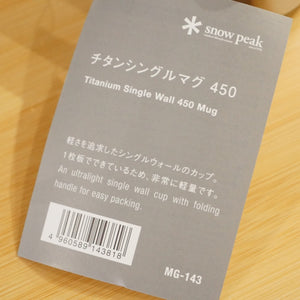 snow peak
チタンシングルマグ 450
Titanium Single Wall 450 Mug
軽さを追求したシングルウォールのカップ。
1枚板でできているため、非常に軽量です。
An ultralight single wall cup with folding
handle for easy packing.
4 960589 143818
MG-143